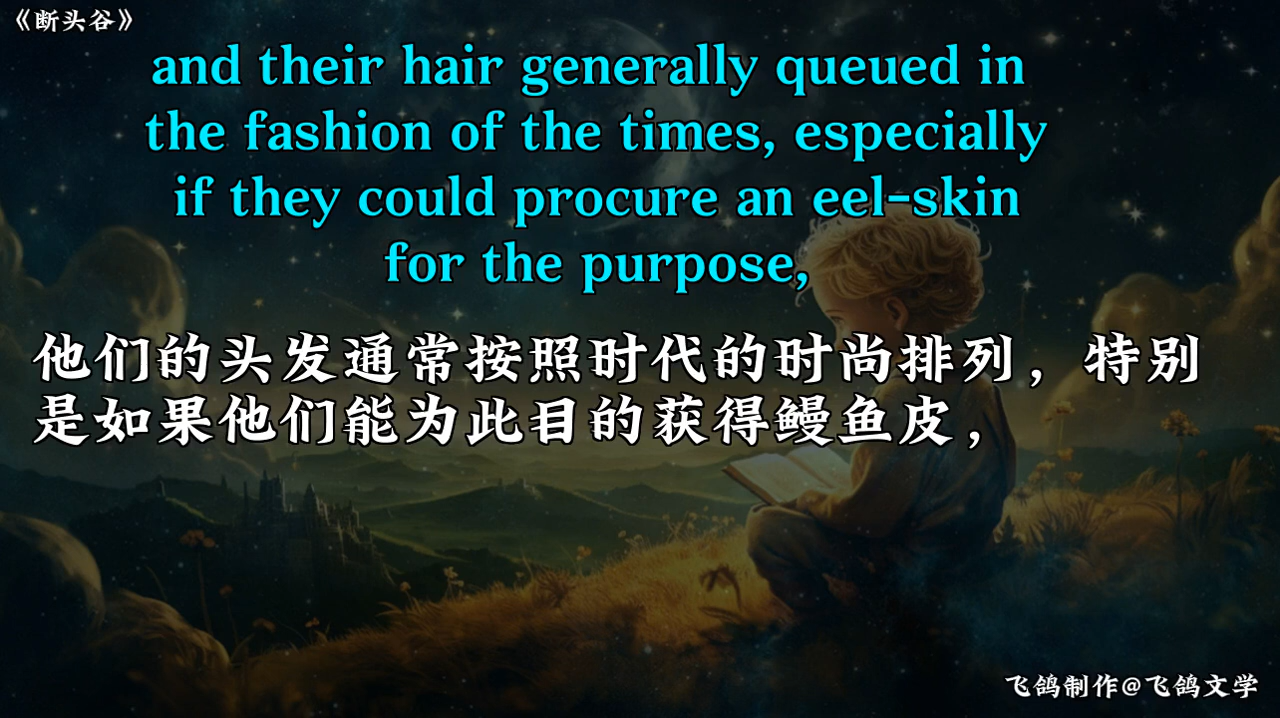 《断头谷》
and their hair generally queued in
the fashion of the times, especially
if they could procure an eel-skin
for the purpose,
他们的头发通常按照时代的时尚排列，特别
是如果他们能为此目的获得鳗鱼皮，
飞鸽制作@飞鸽文学